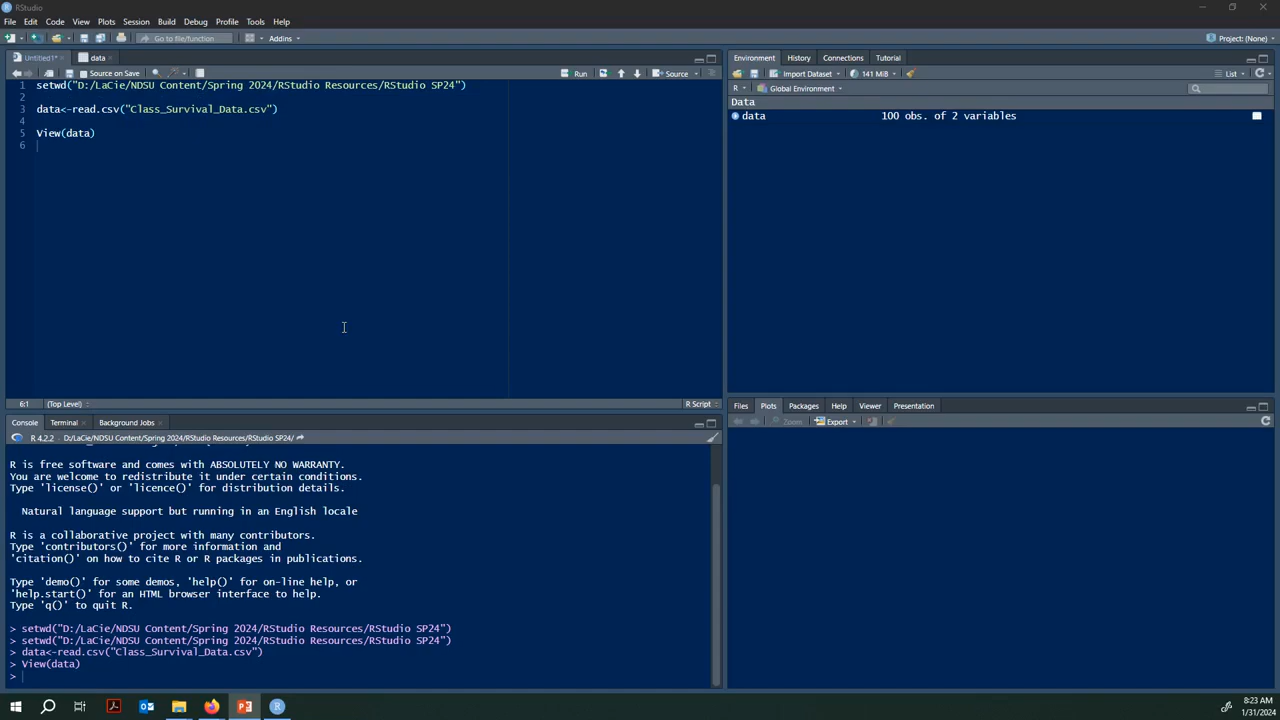 RStudio
File Edit Code View Plots Session Build Debug Profile Tools Help
Go to file/function Addins Project: (None)
Untitled1* data
Source on Save Run Source
1 setwd("D:/LaCie/NDSU Content/Spring 2024/RStudio Resources/RStudio SP24")
2
3 data<-read.csv("Class_Survival_Data.csv")
4
5 View(data)
6
6:1 (Top Level) R Script
Console Terminal Background Jobs
R 4.2.2 . D:/LaCie/NDSU Content/Spring 2024/RStudio Resources/RStudio SP24/
R is free software and comes with ABSOLUTELY NO WARRANTY.
You are welcome to redistribute it under certain conditions.
Type 'license()' or 'licence()' for distribution details.
Natural language support but running in an English locale
R is a collaborative project with many contributors.
Type 'contributors()' for more information and
'citation()' on how to cite R or R packages in publications.
Type 'demo()' for some demos, 'help()' for on-line help, or
'help.start()' for an HTML browser interface to help.
Type 'q()' to quit R.
> setwd("D:/LaCie/NDSU Content/Spring 2024/RStudio Resources/RStudio SP24")
> setwd("D:/LaCie/NDSU Content/Spring 2024/RStudio Resources/RStudio SP24")
> data<-read.csv("Class_Survival_Data.csv")
> View(data)
>
Environment History Connections Tutorial
Import Dataset 141 MiB List
R Global Environment
Data
data 100 obs. of 2 variables
Files Plots Packages Help Viewer Presentation
Zoom Export
8:23 AM
1/31/2024